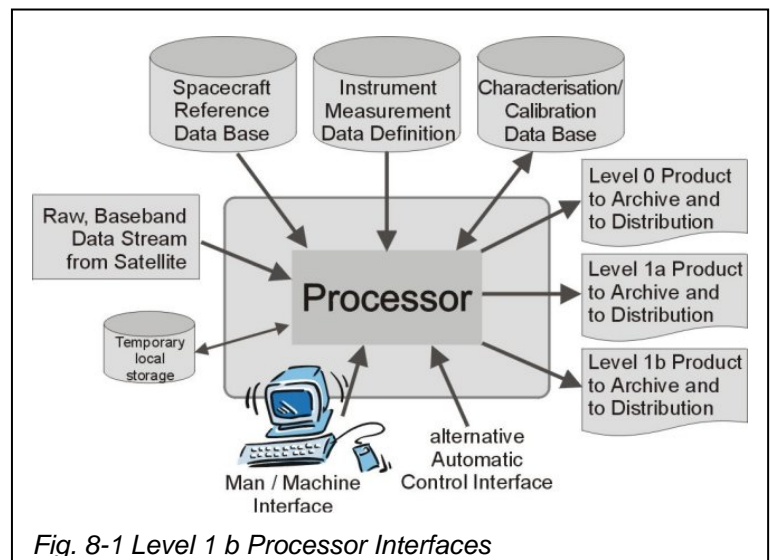 Spacecraft
Reference
Data Base
Instrument
Measurement
Data Definition
Characterisation/
Calibration
Data Base
Raw, Baseband
Data Stream
from Satellite
Temporary
local
storage
Processor
Level 0 Product
to Archive and
to Distribution
Level 1a Product
to Archive and
to Distribution
Level 1b Product
to Archive and
to Distribution
Man / Machine
Interface
alternative
Automatic
Control Interface
Fig. 8-1 Level 1 b Processor Interfaces